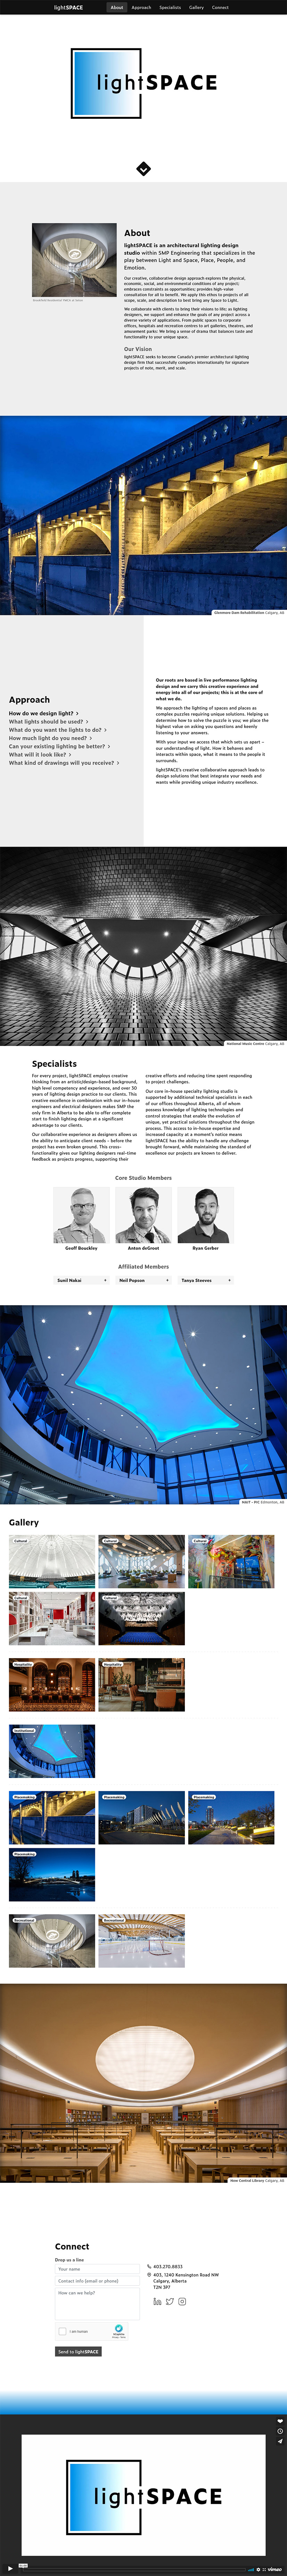 lightSPACE
About
Approach
Specialists
Gallery
Connect
lightSPACE
About
lightSPACE is an architectural lighting design
studio within SMP Engineering that specializes in the
play between Light and Space, Place, People, and
Emotion.
Our creative, collaborative design approach explores the physical,
economic, social, and environmental conditions of any project;
embraces constraints as opportunities; provides high-value
consultation for all to benefit. We apply this ethos to projects of all
scope, scale, and dimension to best bring any Space to Light.
We collaborate with clients to bring their visions to life; as lighting
designers, we support and enhance the goals of any project across a
diverse variety of applications. From public spaces to corporate
offices, hospitals and recreation centres to art galleries, theatres, and
amusement parks: We bring a sense of drama that balances taste and
functionality to your unique space.
Our Vision
lightSPACE seeks to become Canada's premier architectural lighting
design firm that successfully competes internationally for signature
projects of note, merit, and scale.
Glenmore Dam Rehabilitation Calgary, AB
Approach
How do we design light?
What lights should be used?
What do you want the lights to do?
How much light do you need?
Can your existing lighting be better?
What will it look like?
What kind of drawings will you receive?
Our roots are based in live performance lighting
design and we carry this creative experience and
energy into all of our projects; this is at the core of
what we do.
We approach the lighting of spaces and places as
complex puzzles requiring unique solutions. Helping us
determine how to solve the puzzle is you; we place the
highest value on asking you questions and keenly
listening to your answers.
With your input we access that which sets us apart –
our understanding of light. How it behaves and
interacts within space, what it means to the people it
surrounds.
lightSPACE's creative collaborative approach leads to
design solutions that best integrate your needs and
wants while providing unique industry excellence.
National Music Centre Calgary, AB
Specialists
For every project, lightSPACE employs creative
thinking from an artistic/design-based background,
high level competency and experience, and over 30
years of lighting design practice to our clients. This
creative excellence in combination with the technical
engineers and electrical designers makes SMP the
only firm in Alberta to be able to offer complete
start to finish lighting design as a significant
advantage to our clients.
Our collaborative experience as designers allows us
the ability to anticipate client needs – before the
project has even broken ground. This cross-
functionality gives our lighting designers real-time
feedback as projects progress, supporting their
creative efforts and reducing time spent responding
to project challenges.
Our in-house specialty lighting studio is
supported by additional technical specialists in each
of our offices throughout Alberta, all of whom
possess knowledge of lighting technologies and
control strategies that enable the evolution of
unique, yet practical solutions throughout the design
process. This access to in-house expertise and
personnel capacity at a moment's notice means
lightSPACE has the ability to handle any challenge
brought forward, while maintaining the standard of
excellence our projects are known to deliver.
Core Studio Members
Geoff Bouckley
Anton deGroot
Ryan Gerber
Affiliated Members
Sunil Nakai +
Neil Popson +
Tanya Steeves +
NAIT – PIC Edmonton, AB
Gallery
Cultural
Cultural
Cultural
Cultural
Cultural
Hospitality
Hospitality
Institutional
Placemaking
Placemaking
Placemaking
Placemaking
Recreational
Recreational
New Central Library Calgary, AB
Connect
Drop us a line
Your name
Contact info (email or phone)
How can we help?
I am human
hCaptcha
Send to lightSPACE
403.270.8833
403, 1240 Kensington Road NW
Calgary, Alberta
T2N 3P7
lightSPACE
vimeo